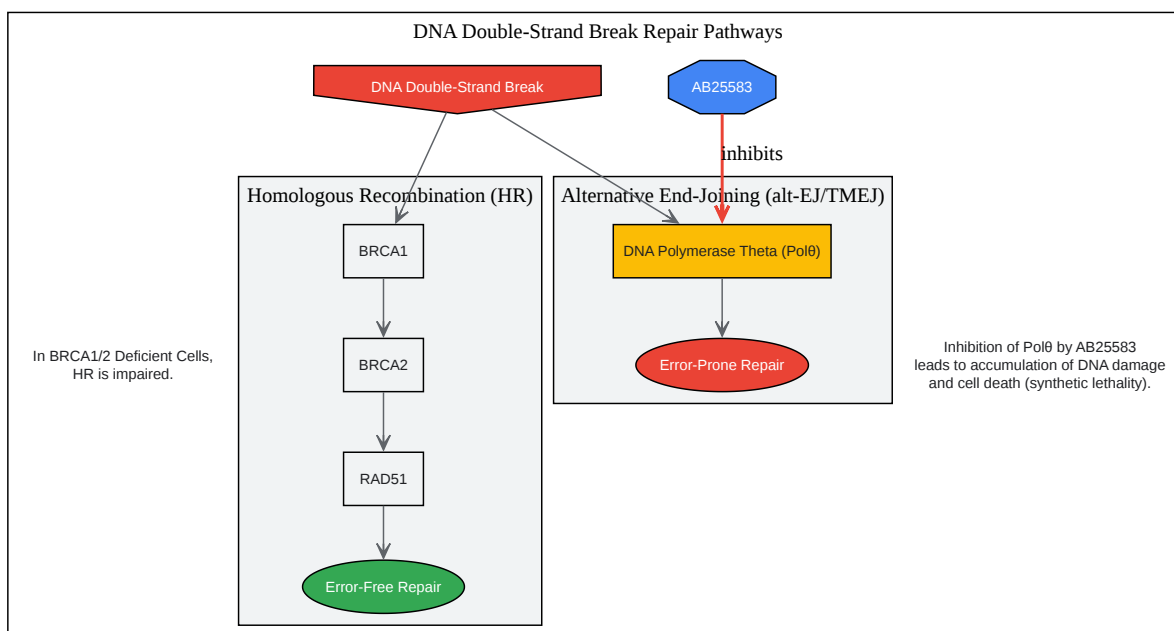 DNA Double-Strand Break Repair Pathways
DNA Double-Strand Break
AB25583
inhibits
Homologous Recombination (HR)
Alternative End-Joining (alt-EJ/TMEJ)
BRCA1
DNA Polymerase Theta (Polθ)
In BRCA1/2 Deficient Cells,
HR is impaired.
BRCA2
Error-Prone Repair
Inhibition of Polθ by AB25583
leads to accumulation of DNA damage
and cell death (synthetic lethality).
RAD51
Error-Free Repair